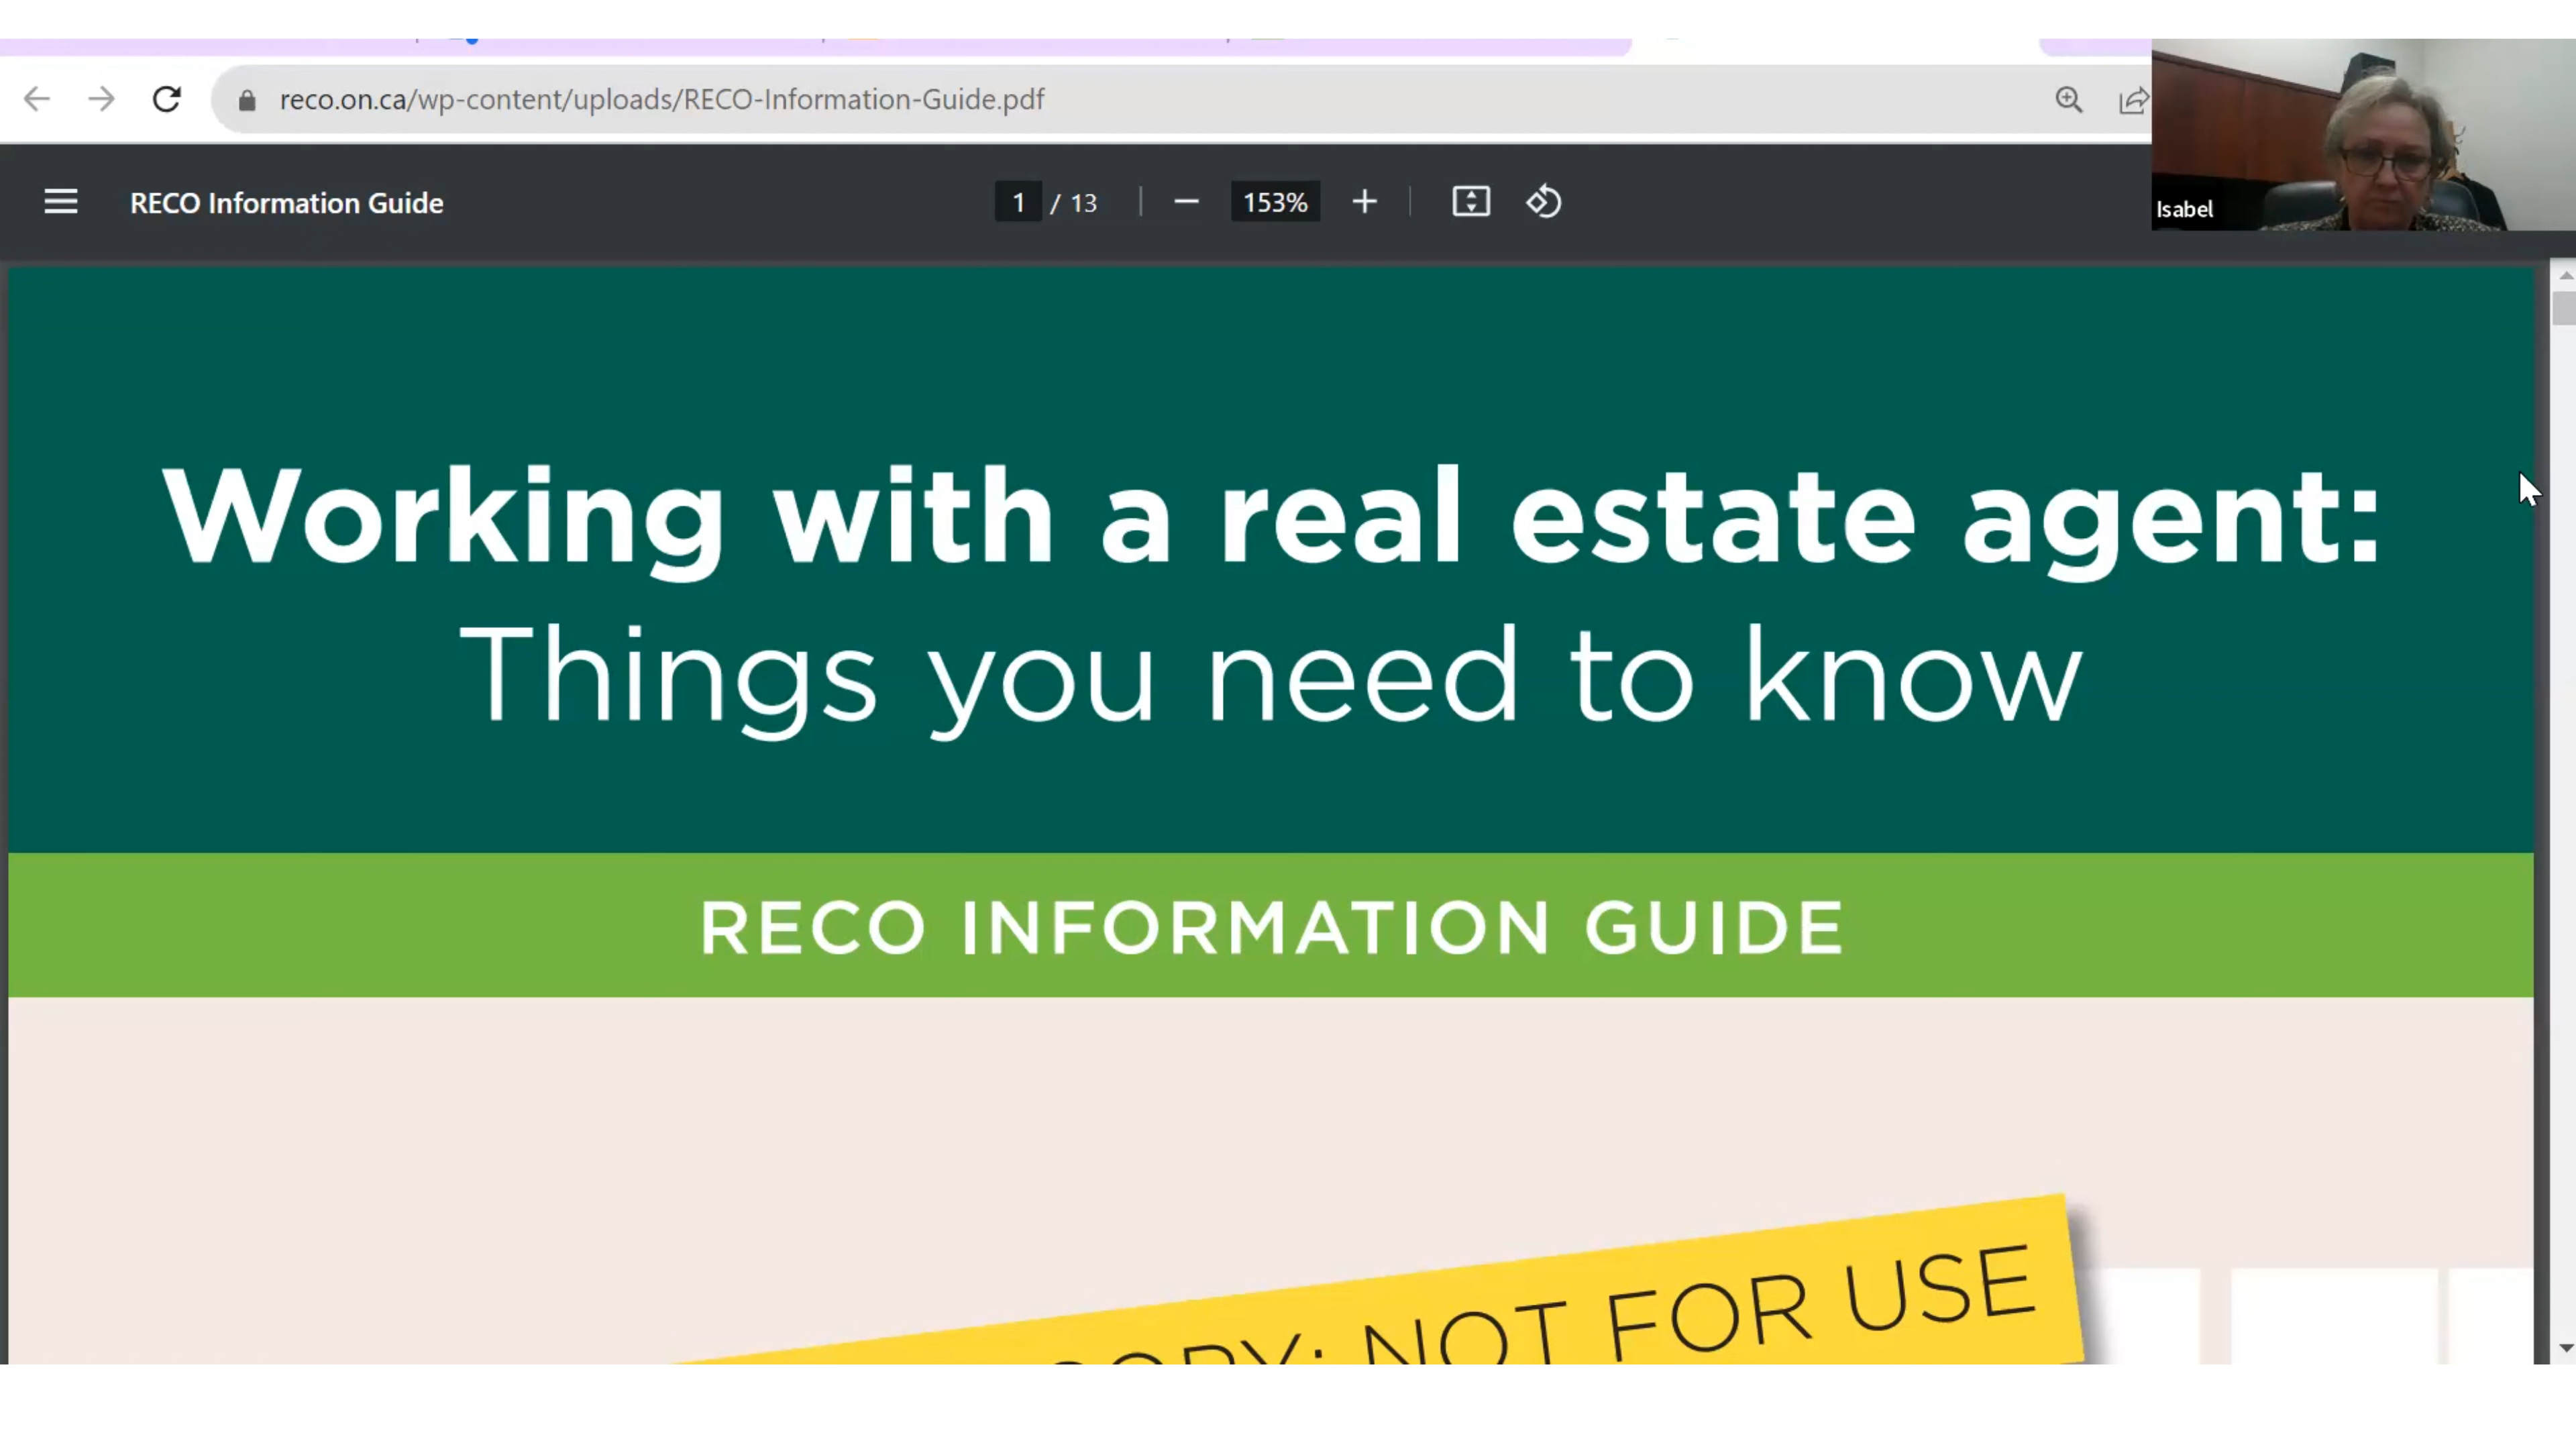 reco.on.ca/wp-content/uploads/RECO-Information-Guide.pdf
RECO Information Guide
1 / 13
153%
Isabel
Working with a real estate agent:
Things you need to know
RECO INFORMATION GUIDE
COPY: NOT FOR USE